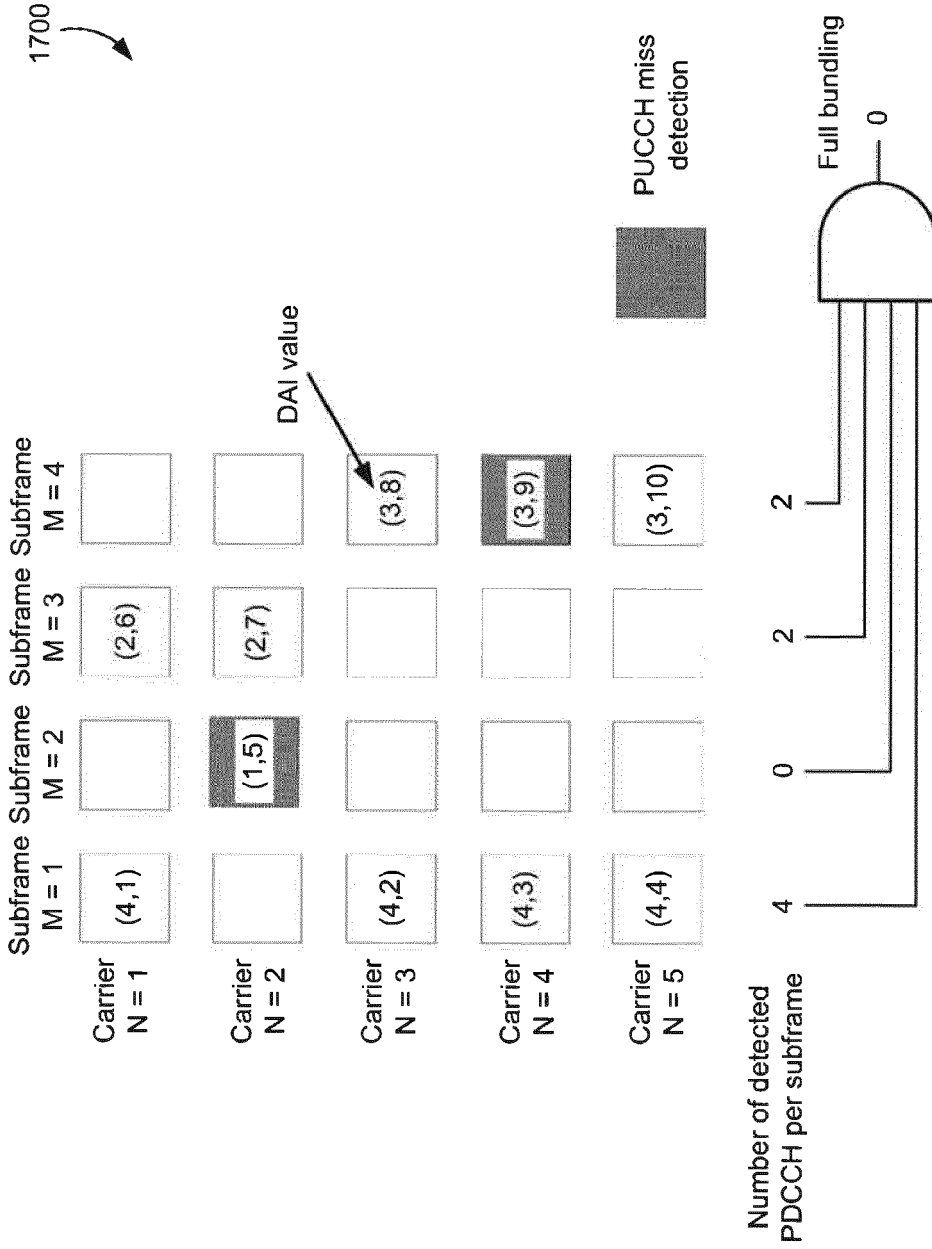 1700
Subframe
M = 1
Subframe
M = 2
Subframe
M = 3
Subframe
M = 4
Carrier
N = 1
(4,1)
(2,6)
Carrier
N = 2
(1,5)
(2,7)
DAI value
Carrier
N = 3
(4,2)
(3,8)
Carrier
N = 4
(4,3)
(3,9)
Carrier
N = 5
(4,4)
(3,10)
PUCCH miss
detection
Number of detected
PDCCH per subframe
4
0
2
2
Full bundling
0